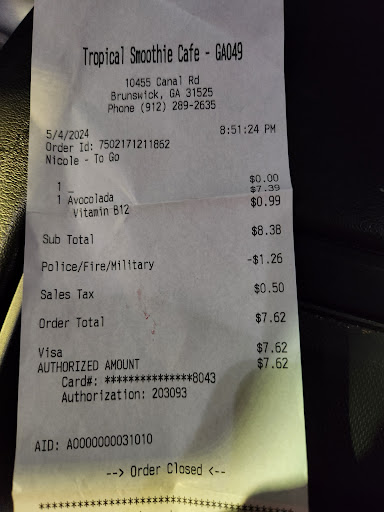 Tropical Smoothie Cafe - GA049
10455 Canal Rd
Brunswick, GA 31525
Phone (912) 289-2635
5/4/2024 8:51:24 PM
Order Id: 7502171211862
Nicole - To Go
1 _ $0.00
1 Avocolada $7.39
Vitamin B12 $0.99
Sub Total $8.38
Police/Fire/Military -$1.26
Sales Tax $0.50
Order Total $7.62
Visa $7.62
AUTHORIZED AMOUNT $7.62
Card#: ***************8043
Authorization: 203093
AID: A0000000031010
--> Order Closed <--
****************************************